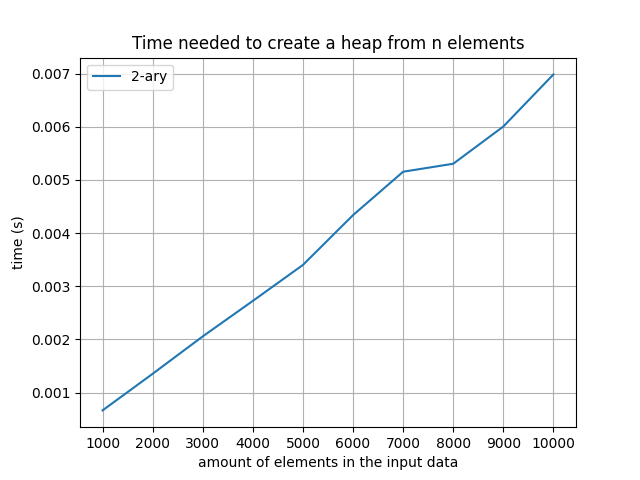 Time needed to create a heap from n elements
2-ary
0.007
0.006
0.005
0.004
0.003
0.002
0.001
time (s)
1000 2000 3000 4000 5000 6000 7000 8000 9000 10000
amount of elements in the input data